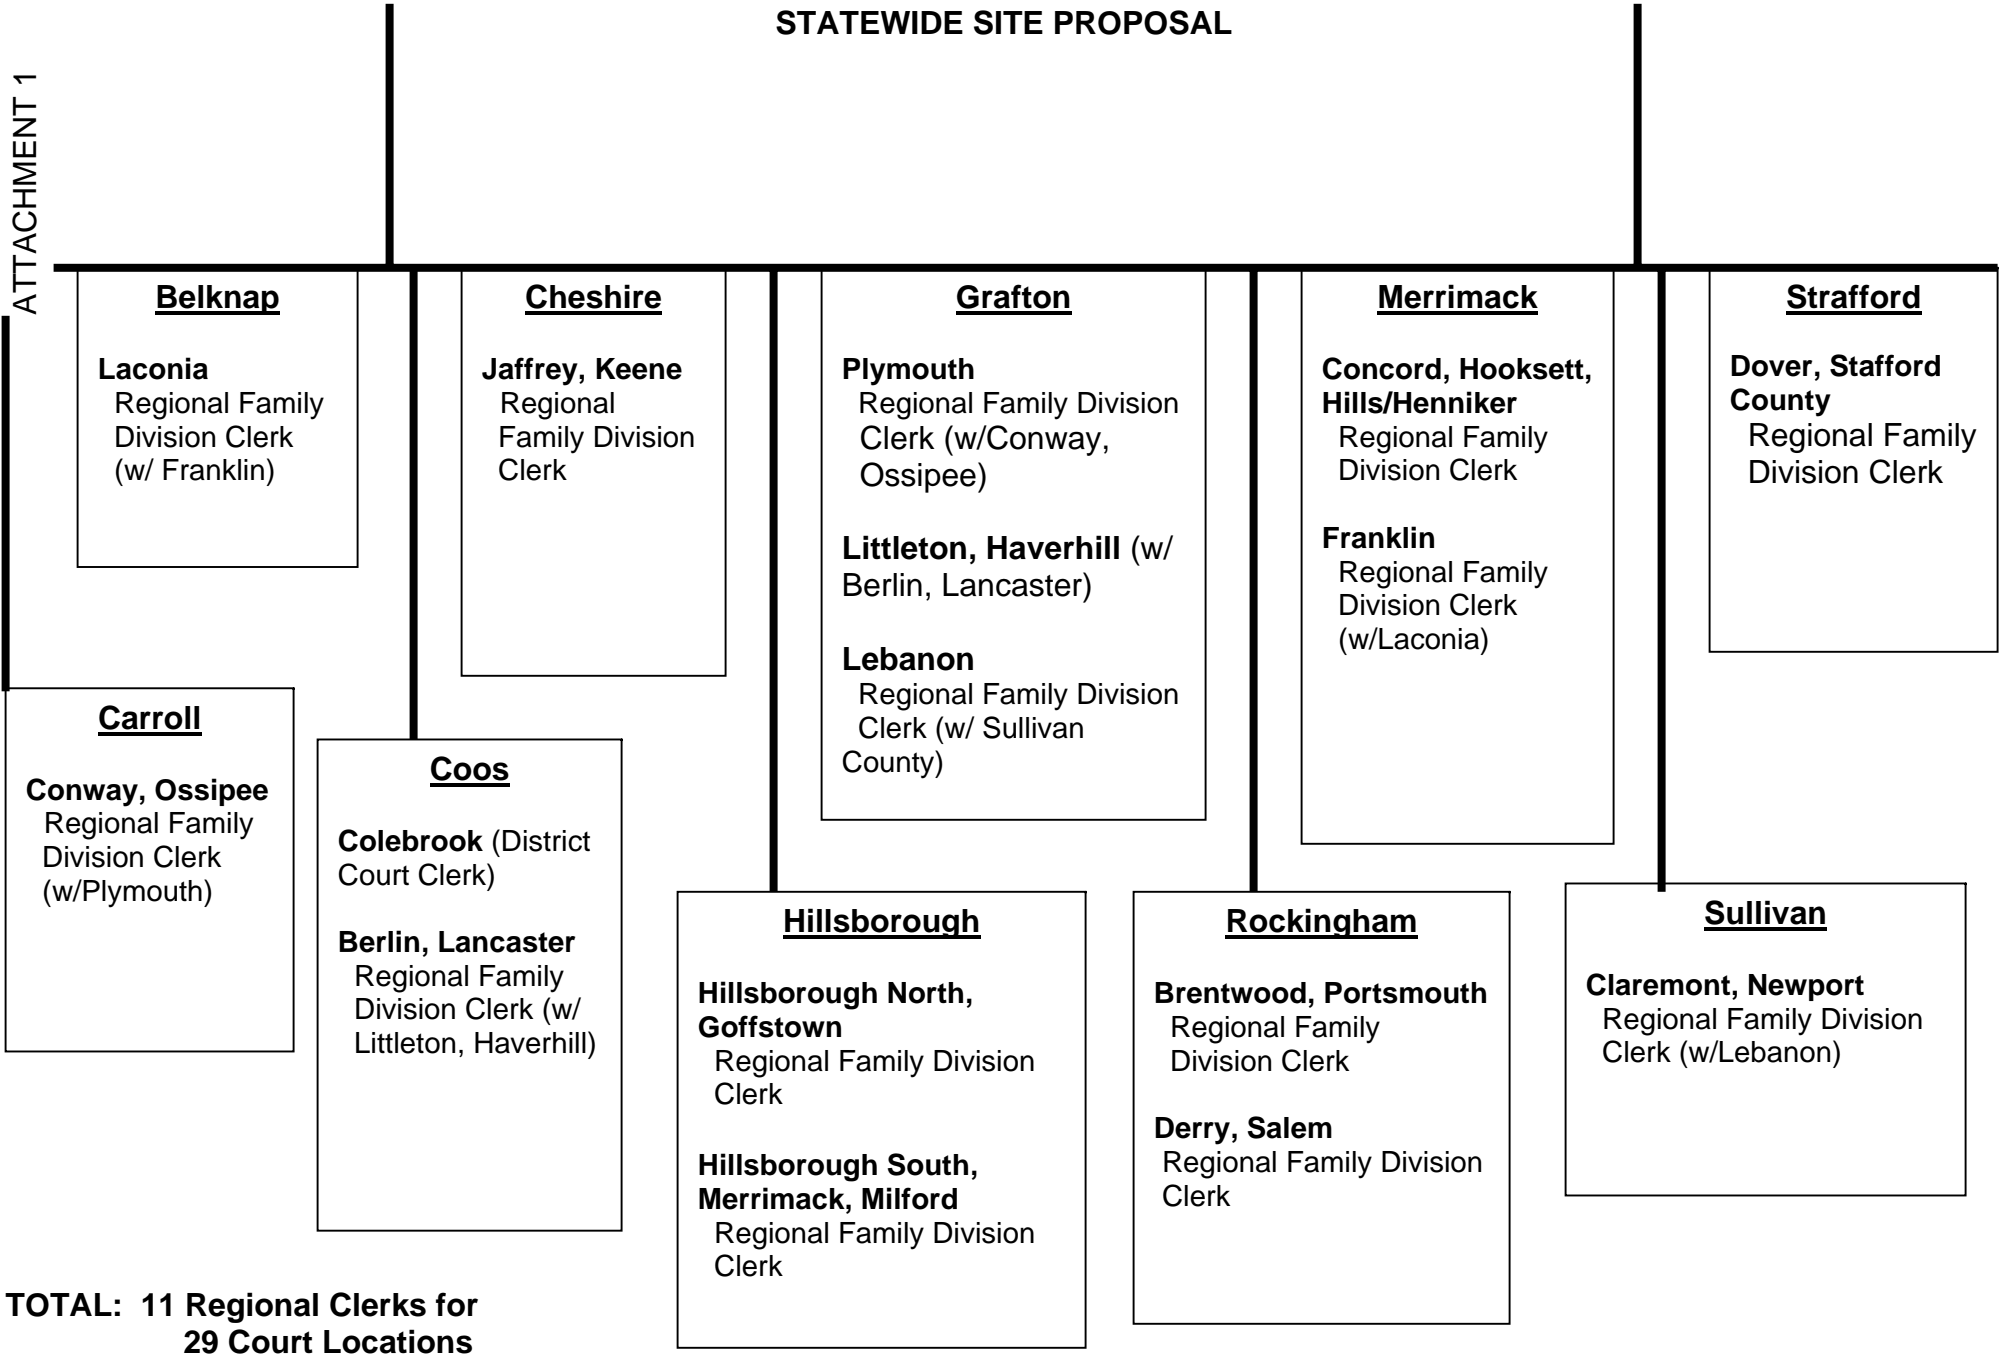 STATEWIDE SITE PROPOSAL
ATTACHMENT 1
Belknap
Laconia
Regional Family
Division Clerk
(w/ Franklin)
Cheshire
Jaffrey, Keene
Regional
Family Division
Clerk
Grafton
Plymouth
Regional Family Division
Clerk (w/Conway,
Ossipee)
Littleton, Haverhill (w/
Berlin, Lancaster)
Lebanon
Regional Family Division
Clerk (w/ Sullivan
County)
Merrimack
Concord, Hooksett,
Hills/Henniker
Regional Family
Division Clerk
Franklin
Regional Family
Division Clerk
(w/Laconia)
Strafford
Dover, Stafford
County
Regional Family
Division Clerk
Carroll
Conway, Ossipee
Regional Family
Division Clerk
(w/Plymouth)
Coos
Colebrook (District
Court Clerk)
Berlin, Lancaster
Regional Family
Division Clerk (w/
Littleton, Haverhill)
Hillsborough
Hillsborough North,
Goffstown
Regional Family Division
Clerk
Hillsborough South,
Merrimack, Milford
Regional Family Division
Clerk
Rockingham
Brentwood, Portsmouth
Regional Family
Division Clerk
Derry, Salem
Regional Family Division
Clerk
Sullivan
Claremont, Newport
Regional Family Division
Clerk (w/Lebanon)
TOTAL: 11 Regional Clerks for
29 Court Locations